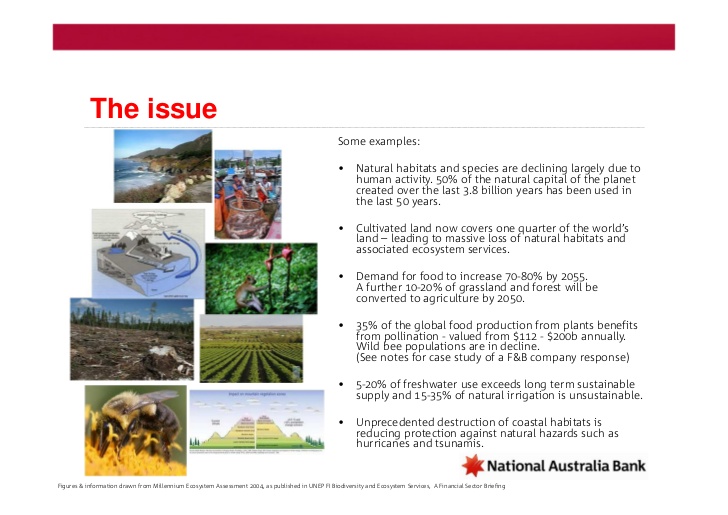 The issue
Some examples:
• Natural habitats and species are declining largely due to
human activity. 50% of the natural capital of the planet
created over the last 3.8 billion years has been used in
the last 50 years.
• Cultivated land now covers one quarter of the world's
land – leading to massive loss of natural habitats and
associated ecosystem services.
• Demand for food to increase 70-80% by 2055.
A further 10-20% of grassland and forest will be
converted to agriculture by 2050.
• 35% of the global food production from plants benefits
from pollination - valued from $112 - $200b annually.
Wild bee populations are in decline.
(See notes for case study of a F&B company response)
• 5-20% of freshwater use exceeds long term sustainable
supply and 15-35% of natural irrigation is unsustainable.
• Unprecedented destruction of coastal habitats is
reducing protection against natural hazards such as
hurricanes and tsunamis.
National Australia Bank
Figures & information drawn from Millennium Ecosystem Assessment 2004, as published in UNEP FI Biodiversity and Ecosystem Services, A Financial Sector Briefing